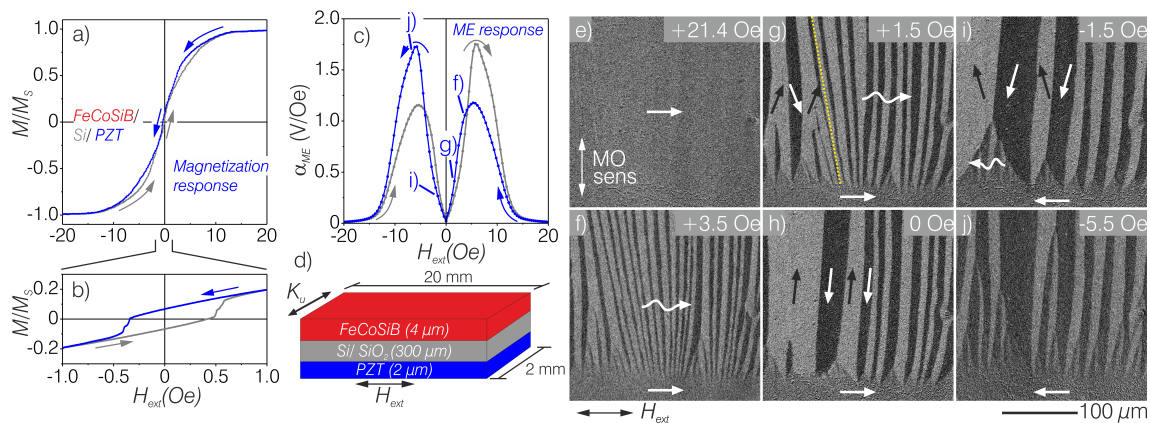 a)
M/M_S
1.0
0.5
0
-0.5
-1.0
FeCoSiB/
Si/ PZT
Magnetization
response
-20 -10 0 10 20
H_ext(Oe)
b)
M/M_S
0.2
0
-0.2
-1.0 -0.5 0 0.5 1.0
H_ext(Oe)
c)
α_ME (V/Oe)
2.0
1.5
1.0
0.5
0
j)
ME response
f)
g)
i)
-20 -10 0 10 20
H_ext(Oe)
d)
20 mm
K_u
FeCoSiB (4 µm)
Si/ SiO_2 (300 µm)
PZT (2 µm)
2 mm
H_ext
e) +21.4 Oe
MO
sens
g) +1.5 Oe
i) -1.5 Oe
f) +3.5 Oe
h) 0 Oe
j) -5.5 Oe
H_ext
100 µm